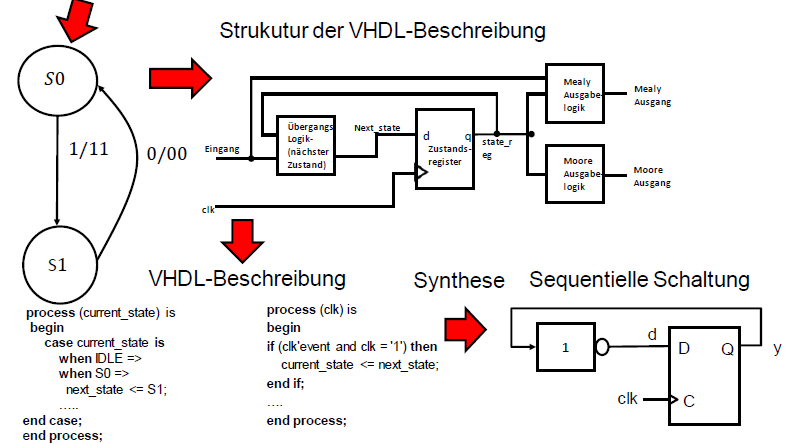 Strukutur der VHDL-Beschreibung
S0
1/11
0/00
S1
Eingang
clk
Übergangs
Logik-
(nächster
Zustand)
Next_state
d
q
Zustands-
register
state_r
eg
Mealy
Ausgabe-
logik
Mealy
Ausgang
Moore
Ausgabe-
logik
Moore
Ausgang
VHDL-Beschreibung
Synthese
Sequentielle Schaltung
process (current_state) is
begin
case current_state is
when IDLE =>
when S0 =>
next_state <= S1;
.....
end case;
end process;
process (clk) is
begin
if (clk'event and clk = '1') then
current_state <= next_state;
end if;
....
end process;
1
d
D
Q
y
clk
C